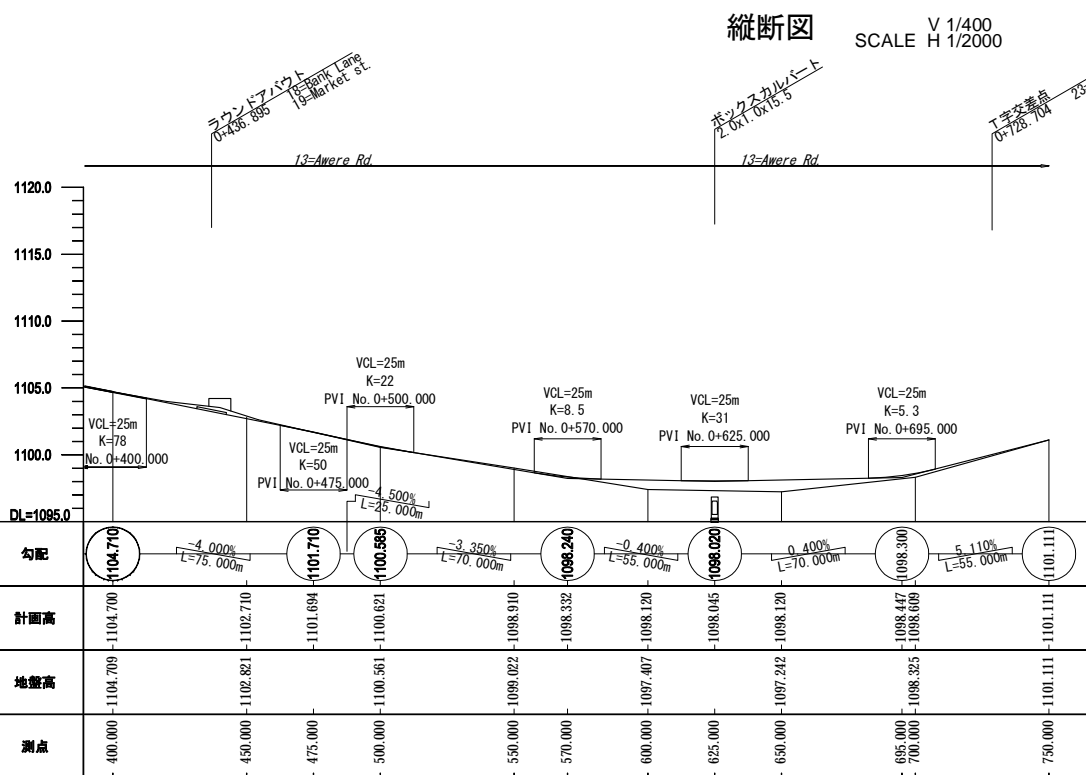 縦断図
SCALE V 1/400
H 1/2000
ラウンドアバウト
0+436.895
18=Bank Lane
19=Market st.
ボックスカルバート
2.0x1.0x15.5
T字交差点
0+728.704
23=
13=Awere Rd.
13=Awere Rd.
1120.0
1115.0
1110.0
1105.0
1100.0
DL=1095.0
VCL=25m
K=78
No.0+400.000
VCL=25m
K=50
PVI No.0+475.000
VCL=25m
K=22
PVI No.0+500.000
VCL=25m
K=8.5
PVI No.0+570.000
VCL=25m
K=31
PVI No.0+625.000
VCL=25m
K=5.3
PVI No.0+695.000
勾配
1104.710
-4.000%
L=75.000m
1101.710
-4.500%
L=25.000m
1100.585
-3.350%
L=70.000m
1098.240
-0.400%
L=55.000m
1098.020
0.400%
L=70.000m
1098.300
5.110%
L=55.000m
1101.111
計画高
1104.700
1102.710
1101.694
1100.621
1098.910
1098.332
1098.120
1098.045
1098.120
1098.447
1098.609
1101.111
地盤高
1104.709
1102.821
1100.561
1099.022
1097.407
1097.242
1098.325
1101.111
測点
400.000
450.000
475.000
500.000
550.000
570.000
600.000
625.000
650.000
695.000
700.000
750.000